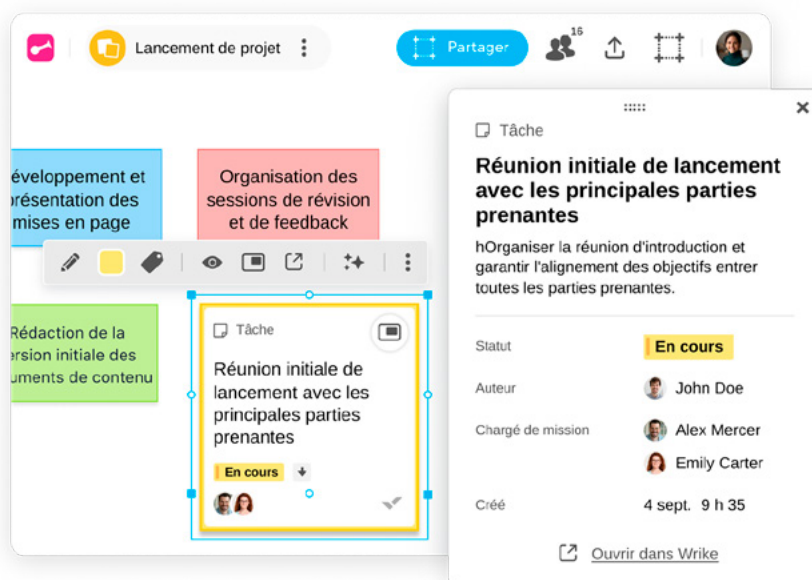 Lancement de projet
Partager
16
éveloppement et
présentation des
mises en page
Organisation des
sessions de révision
et de feedback
Rédaction de la
ersion initiale des
uments de contenu
Tâche
Réunion initiale de
lancement avec les
principales parties
prenantes
En cours
Tâche
Réunion initiale de lancement
avec les principales parties
prenantes
hOrganiser la réunion d'introduction et
garantir l'alignement des objectifs entrer
toutes les parties prenantes.
Statut En cours
Auteur John Doe
Chargé de mission Alex Mercer
Emily Carter
Créé 4 sept. 9 h 35
Ouvrir dans Wrike